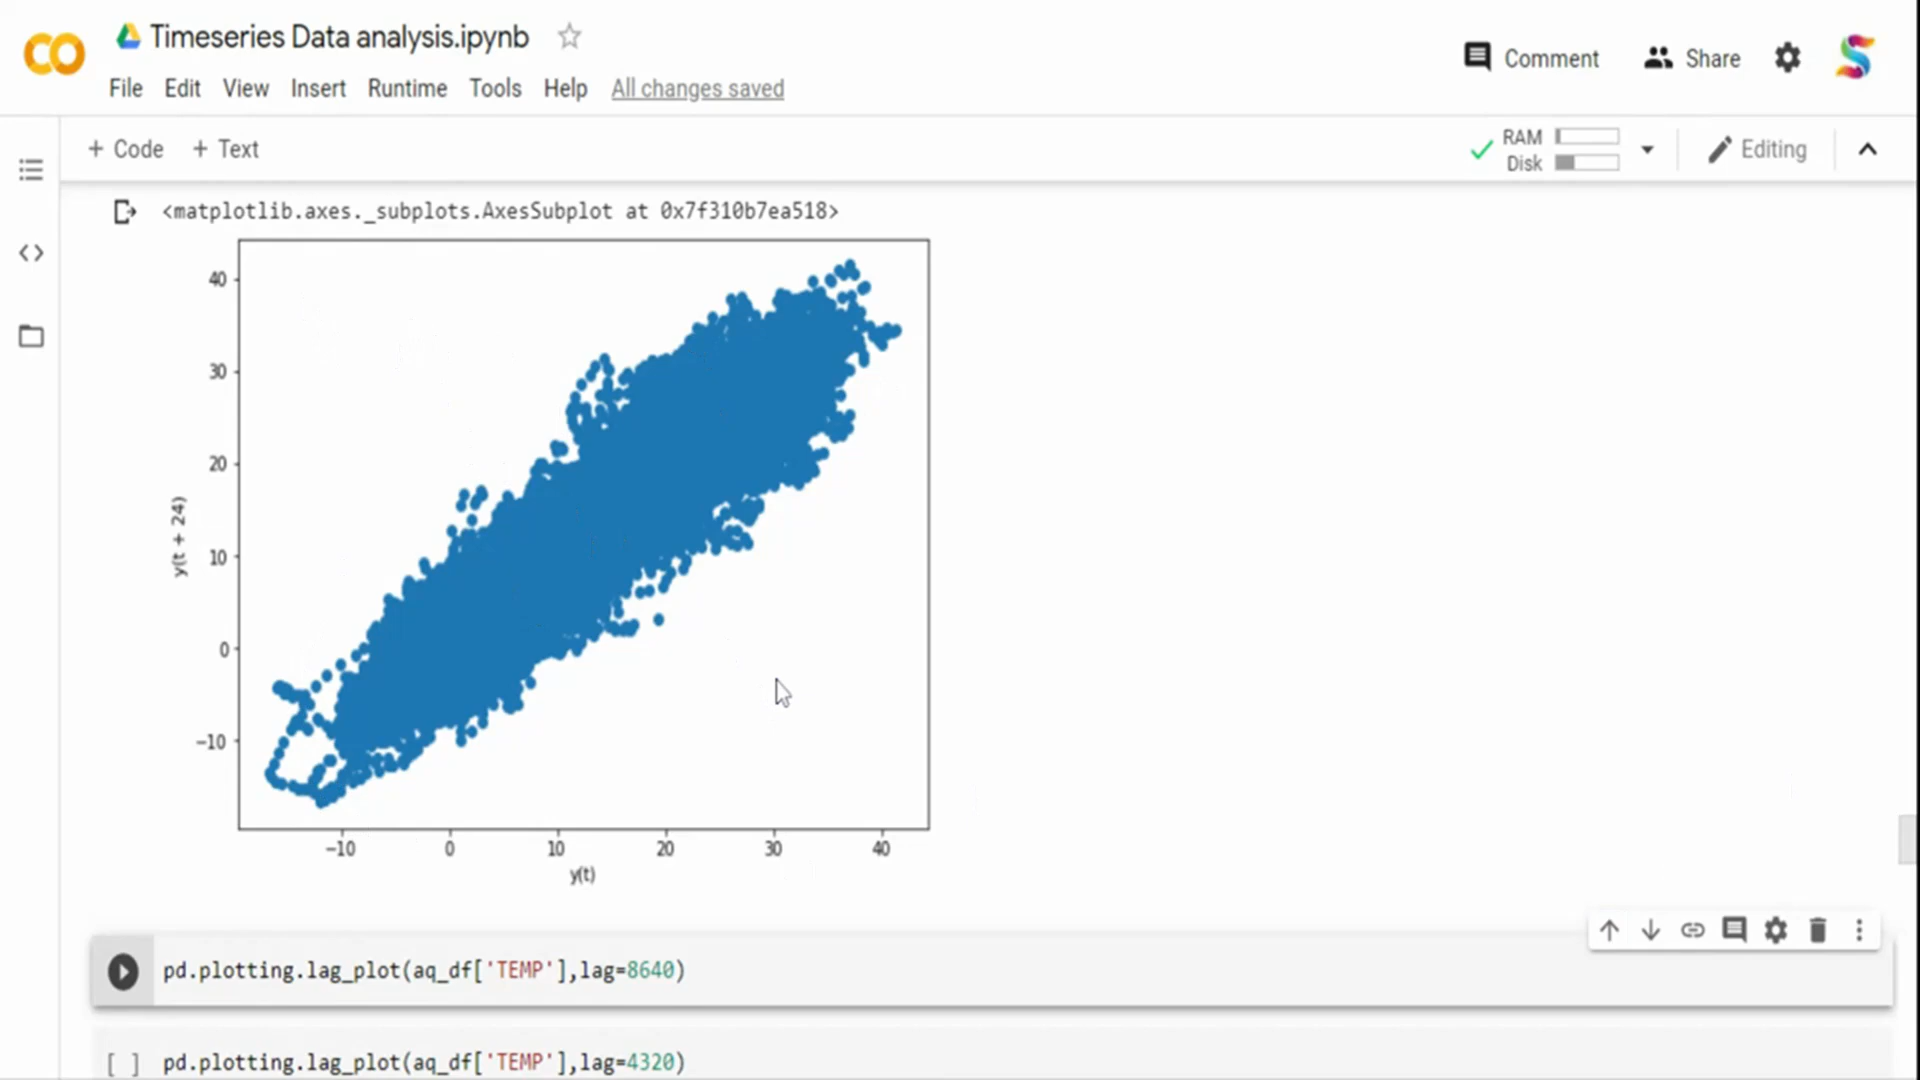 Timeseries Data analysis.ipynb
File Edit View Insert Runtime Tools Help All changes saved
Comment Share
+ Code + Text
RAM
Disk
Editing
<matplotlib.axes._subplots.AxesSubplot at 0x7f310b7ea518>
40
30
20
10
0
−10
y(t + 24)
−10 0 10 20 30 40
y(t)
pd.plotting.lag_plot(aq_df['TEMP'],lag=8640)
[ ] pd.plotting.lag_plot(aq_df['TEMP'],lag=4320)